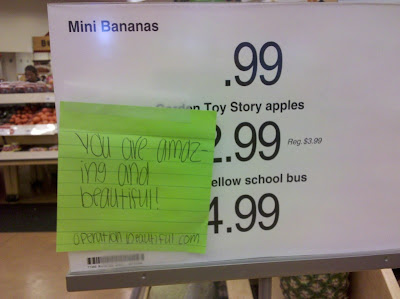 Mini Bananas
.99
Toy Story apples
2.99 Reg. $3.99
ellow school bus
4.99
you are amaz-
ing and
beautiful!
operationbeautiful.com